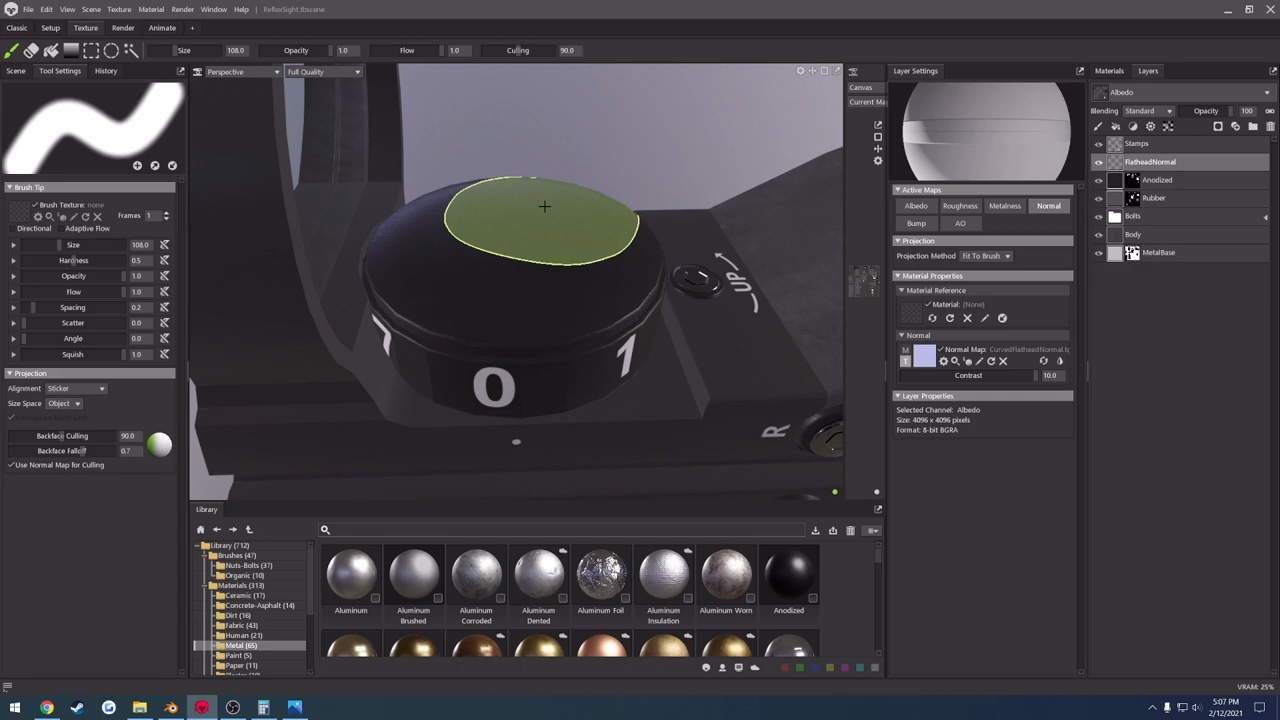 File Edit View Scene Texture Material Render Windows Help ReflexSight.tbscene
Classic Setup Texture Render Animate +
Size 108.0 Opacity 1.0 Flow 1.0 Culling 90.0
Scene Tool Settings History
Perspective Full Quality
Canvas
Current Ma
Brush Tip
Brush Texture: none
Frames 1
Directional Adaptive Flow
Size 108.0
Hardness 0.5
Opacity 1.0
Flow 1.0
Spacing 0.2
Scatter 0.0
Angle 0.0
Squish 1.0
Projection
Alignment Sticker
Size Space Object
Backface Culling 90.0
Backface Falloff 0.7
Use Normal Map for Culling
0
1
UP
R
Layer Settings
Active Maps
Albedo Roughness Metalness Normal
Bump AO
Projection
Projection Method Fit To Brush
Material Properties
Material Reference
Material: (None)
Normal
M
T
Normal Map: CurvedFlatheadNormal.t
Contrast 10.0
Layer Properties
Selected Channel: Albedo
Size: 4096 x 4096 pixels
Format: 8-bit BGRA
Materials Layers
Albedo
Blending Standard Opacity 100
Stamps
FlatheadNormal
Anodized
Rubber
Bolts
Body
MetalBase
Library
Library (712)
Brushes (47)
Nuts-Bolts (37)
Organic (10)
Materials (313)
Ceramic (17)
Concrete-Asphalt (14)
Dirt (16)
Fabric (43)
Human (21)
Metal (65)
Paint (5)
Paper (11)
Aluminum
Aluminum Brushed
Aluminum Corroded
Aluminum Dented
Aluminum Foil
Aluminum Insulation
Aluminum Worn
Anodized
VRAM: 25%
5:07 PM
2/12/2021